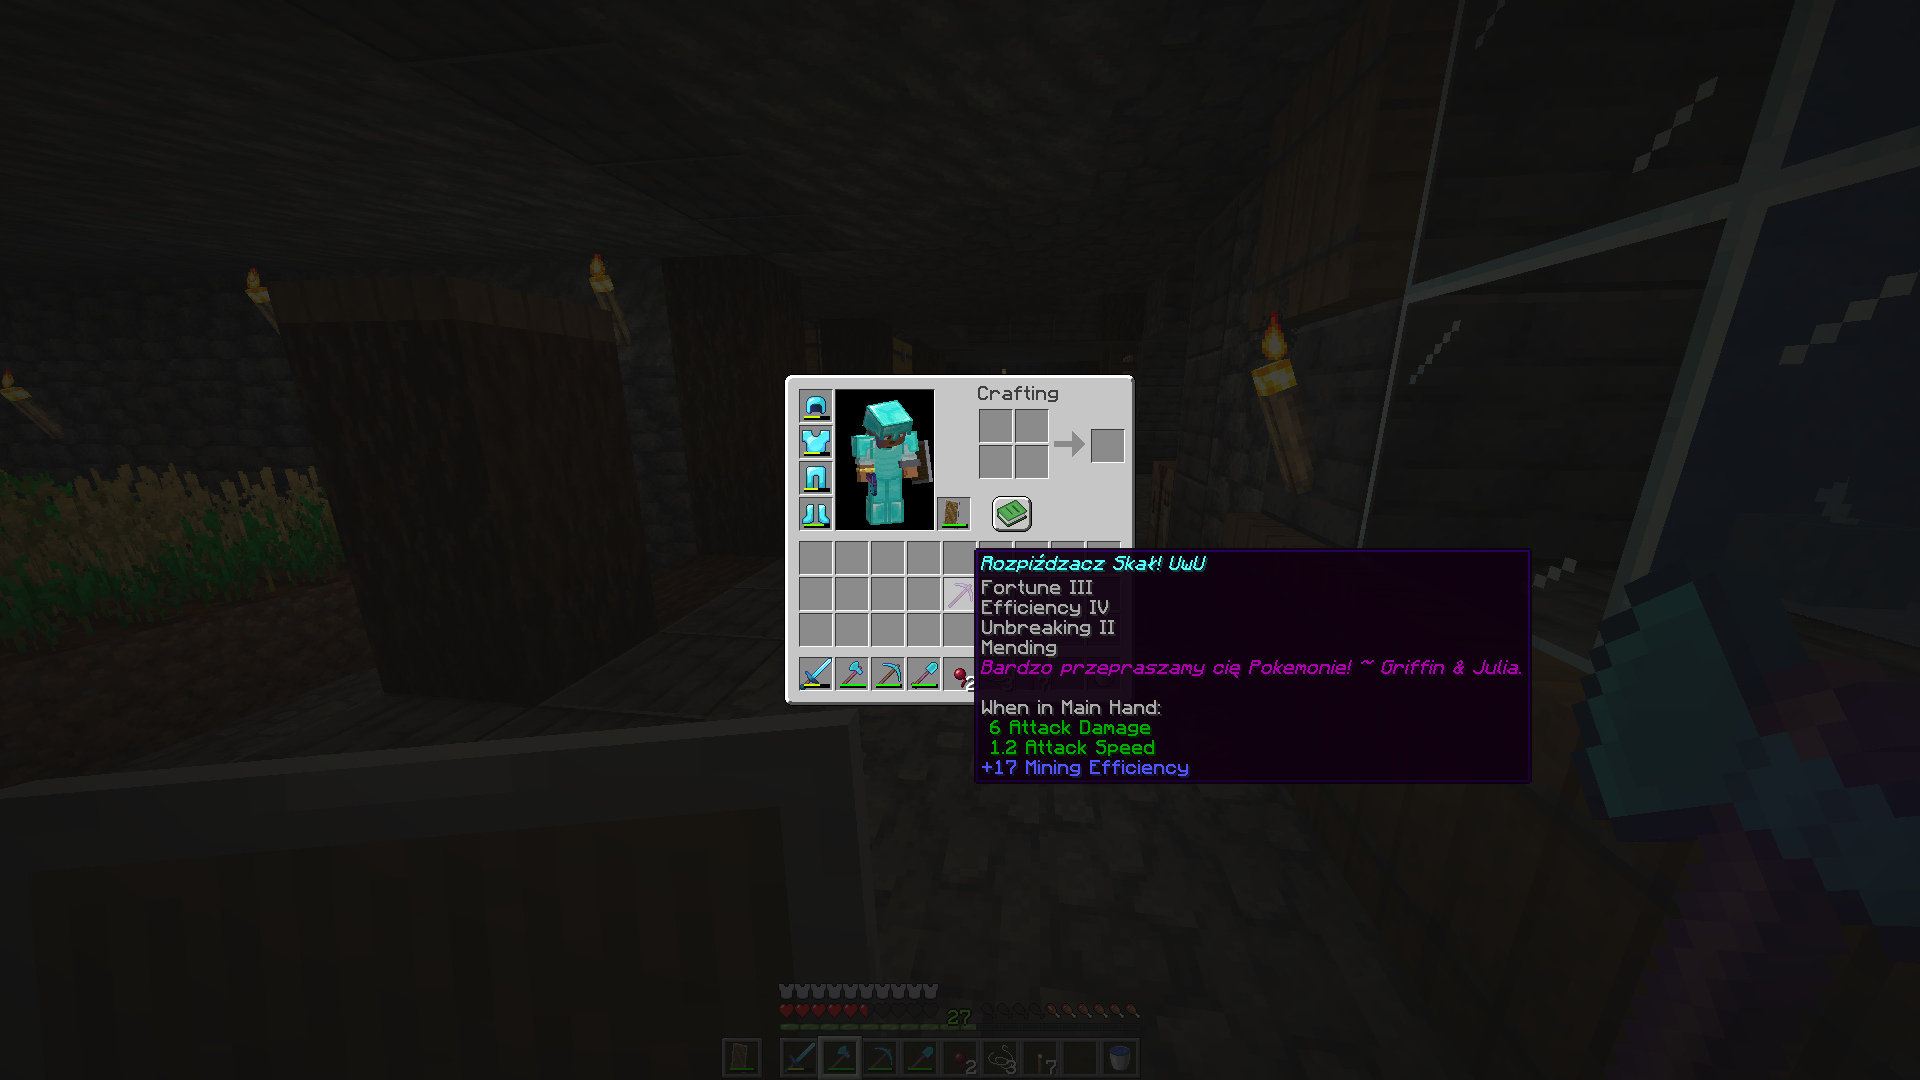 Crafting
Rozpiździacz Skał! UwU
Fortune III
Efficiency IV
Unbreaking II
Mending
Bardzo przepraszamy cię Pokemonie! ~ Griffin & Julia.
When in Main Hand:
6 Attack Damage
1.2 Attack Speed
+17 Mining Efficiency
2
27
2
3
7